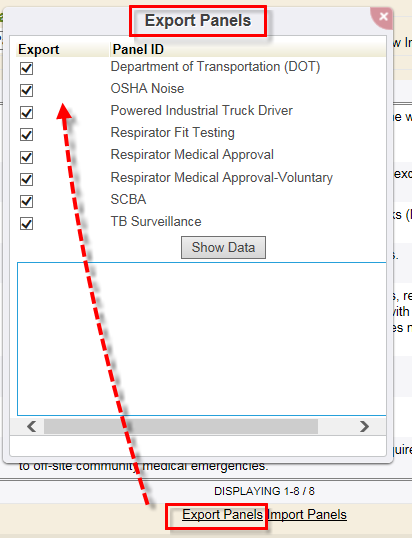 Export Panels
Export Panel ID
Department of Transportation (DOT)
OSHA Noise
Powered Industrial Truck Driver
Respirator Fit Testing
Respirator Medical Approval
Respirator Medical Approval-Voluntary
SCBA
TB Surveillance
Show Data
to off-site community medical emergencies.
DISPLAYING 1-8 / 8
Export Panels Import Panels